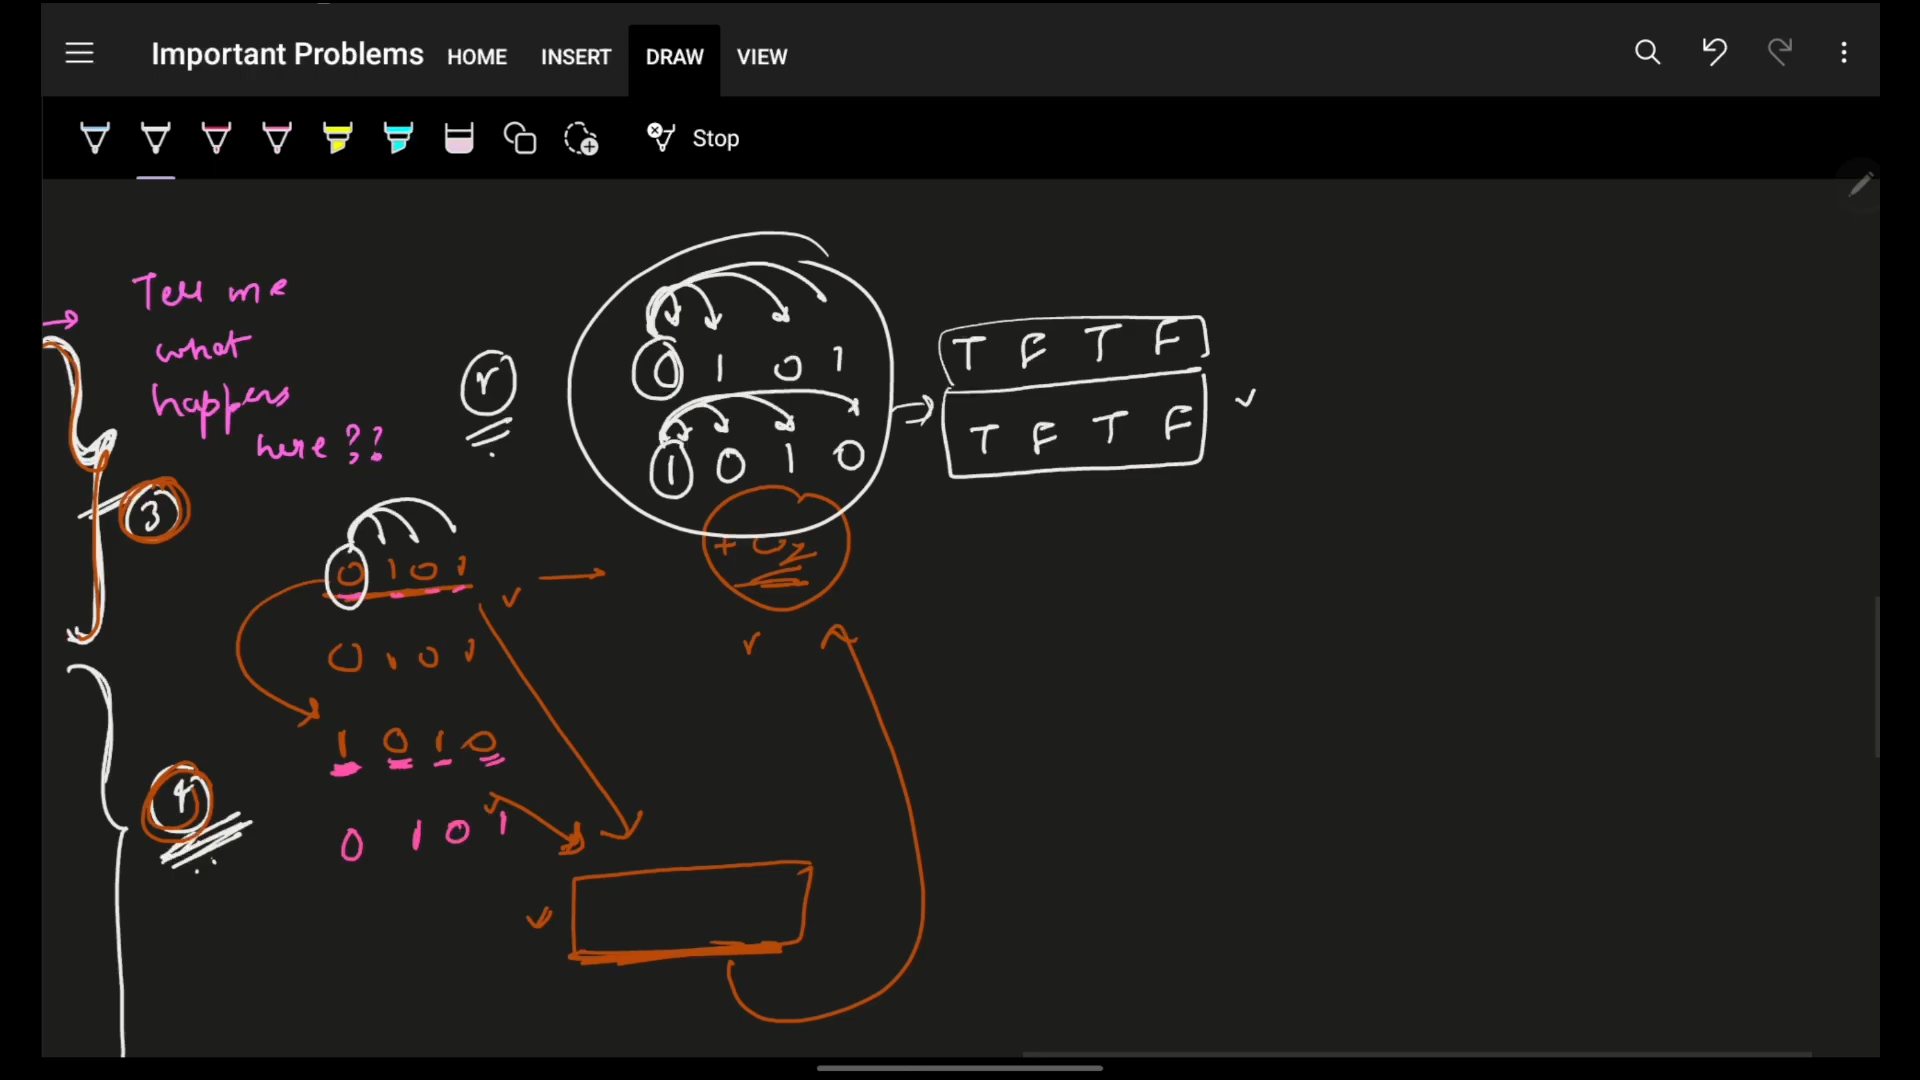 Important Problems HOME INSERT DRAW VIEW
Stop
Tell me
what
happens
here ??
r
0 1 0 1
1 0 1 0
T F T F
T F T F
3
0 1 0 1
0 1 0 1
1 0 1 0
0 1 0 1
r